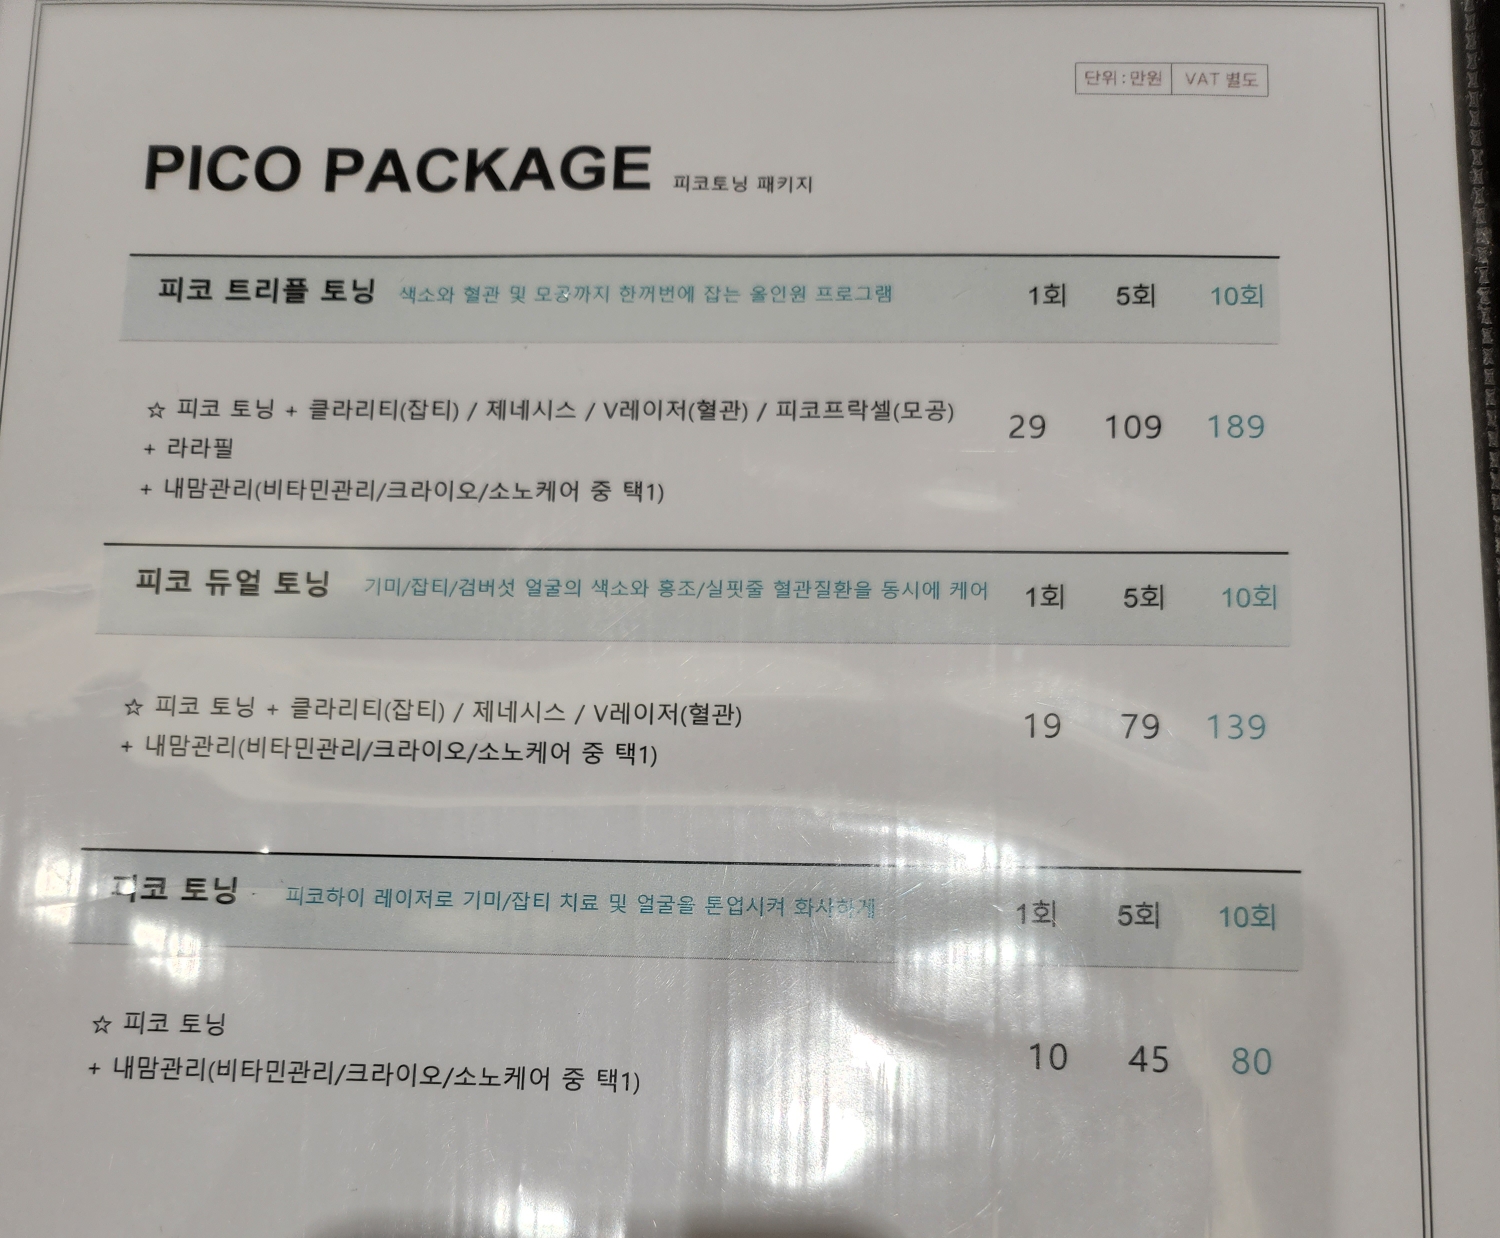 단위:만원 VAT 별도
PICO PACKAGE 피코토닝 패키지
피코 트리플 토닝 색소와 혈관 및 모공까지 한꺼번에 잡는 올인원 프로그램 1회 5회 10회
☆ 피코 토닝 + 클라리티(잡티) / 제네시스 / V레이저(혈관) / 피코프락셀(모공) 29 109 189
+ 라라필
+ 내맘관리(비타민관리/크라이오/소노케어 중 택1)
피코 듀얼 토닝 기미/잡티/검버섯 얼굴의 색소와 홍조/실핏줄 혈관질환을 동시에 케어 1회 5회 10회
☆ 피코 토닝 + 클라리티(잡티) / 제네시스 / V레이저(혈관) 19 79 139
+ 내맘관리(비타민관리/크라이오/소노케어 중 택1)
피코 토닝 피코하이 레이저로 기미/잡티 치료 및 얼굴을 톤업시켜 화사하게 1회 5회 10회
☆ 피코 토닝 10 45 80
+ 내맘관리(비타민관리/크라이오/소노케어 중 택1)